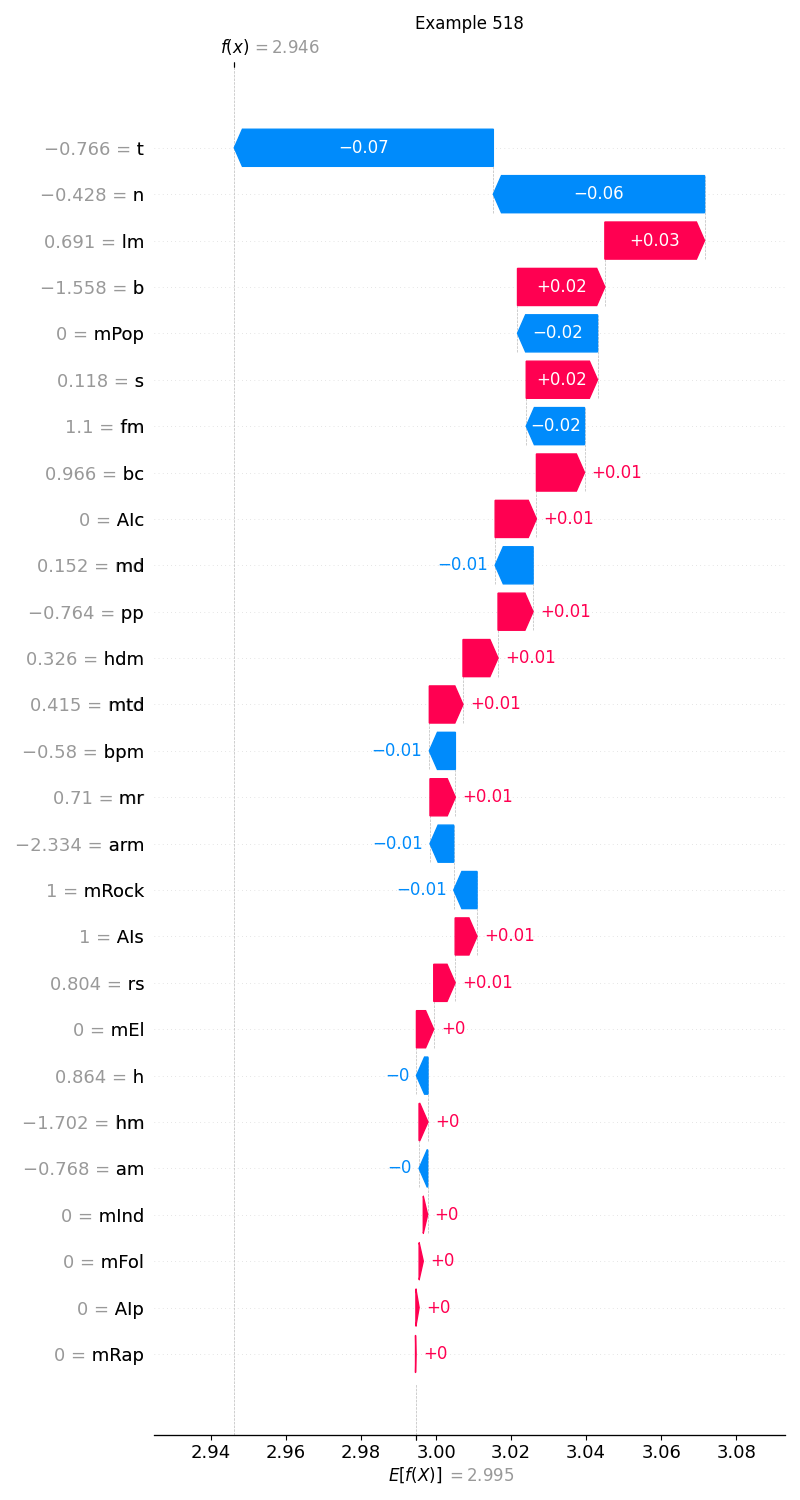 Example 518
f(x) = 2.946
−0.766 = t −0.07
−0.428 = n −0.06
0.691 = lm +0.03
−1.558 = b +0.02
0 = mPop −0.02
0.118 = s +0.02
1.1 = fm −0.02
0.966 = bc +0.01
0 = AIc +0.01
0.152 = md −0.01
−0.764 = pp +0.01
0.326 = hdm +0.01
0.415 = mtd +0.01
−0.58 = bpm −0.01
0.71 = mr +0.01
−2.334 = arm −0.01
1 = mRock −0.01
1 = AIs +0.01
0.804 = rs +0.01
0 = mEl +0
0.864 = h −0
−1.702 = hm +0
−0.768 = am −0
0 = mInd +0
0 = mFol +0
0 = AIp +0
0 = mRap +0
2.94 2.96 2.98 3.00 3.02 3.04 3.06 3.08
E[f(X)] = 2.995